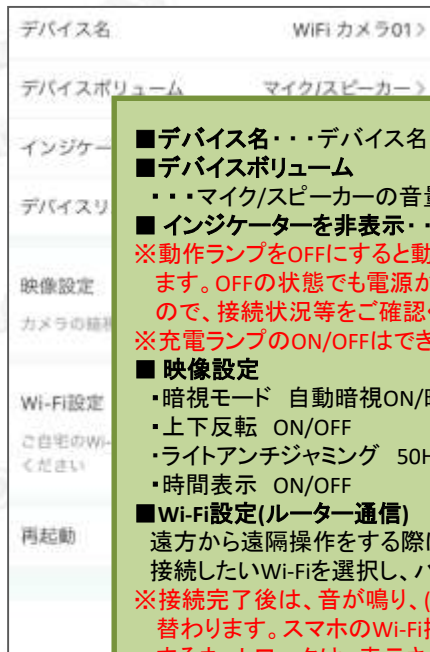 デバイス名 WiFi カメラ01>
デバイスボリューム マイク/スピーカー>
インジケー
デバイスリ
映像設定
カメラの暗視
Wi-Fi設定
ご自宅のWi-
ください
再起動
■デバイス名・・・デバイス名
■デバイスボリューム
・・・マイク/スピーカーの音量
■ インジケーターを非表示・・
※動作ランプをOFFにすると動
ます。OFFの状態でも電源が
ので、接続状況等をご確認
※充電ランプのON/OFFはでき
■ 映像設定
・暗視モード 自動暗視ON/
・上下反転 ON/OFF
・ライトアンチジャミング 50H
・時間表示 ON/OFF
■Wi-Fi設定(ルーター通信)
遠方から遠隔操作をする際に
接続したいWi-Fiを選択し、パ
※接続完了後は、音が鳴り、(
替わります。スマホのWi-Fi